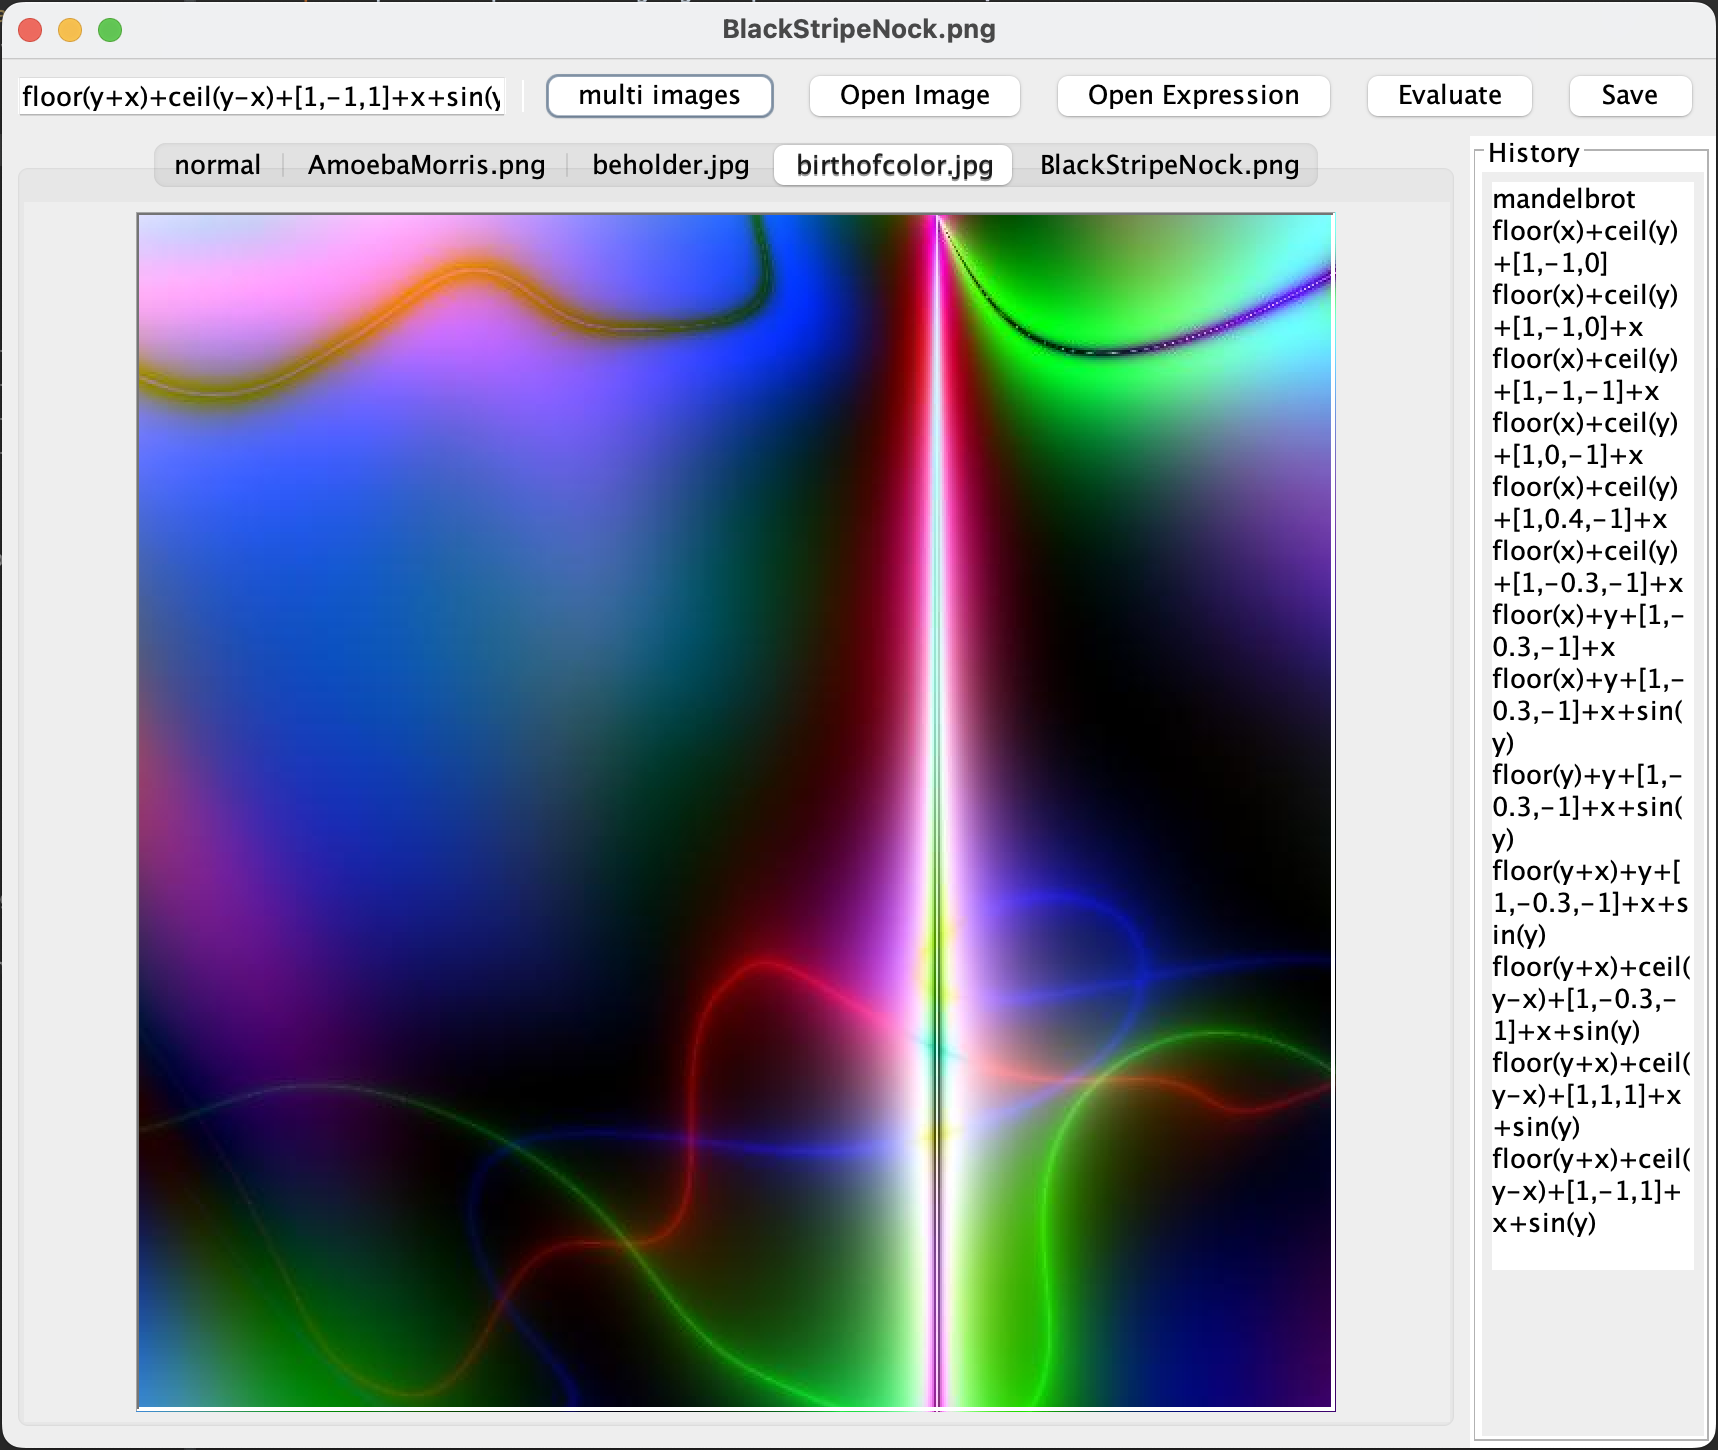 BlackStripeNock.png
floor(y+x)+ceil(y-x)+[1,-1,1]+x+sin(y
multi images
Open Image
Open Expression
Evaluate
Save
normal
AmoebaMorris.png
beholder.jpg
birthofcolor.jpg
BlackStripeNock.png
History
mandelbrot
floor(x)+ceil(y)
+[1,-1,0]
floor(x)+ceil(y)
+[1,-1,0]+x
floor(x)+ceil(y)
+[1,-1,-1]+x
floor(x)+ceil(y)
+[1,0,-1]+x
floor(x)+ceil(y)
+[1,0.4,-1]+x
floor(x)+ceil(y)
+[1,-0.3,-1]+x
floor(x)+y+[1,-
0.3,-1]+x
floor(x)+y+[1,-
0.3,-1]+x+sin(
y)
floor(y)+y+[1,-
0.3,-1]+x+sin(
y)
floor(y+x)+y+[
1,-0.3,-1]+x+s
in(y)
floor(y+x)+ceil(
y-x)+[1,-0.3,-
1]+x+sin(y)
floor(y+x)+ceil(
y-x)+[1,1,1]+x
+sin(y)
floor(y+x)+ceil(
y-x)+[1,-1,1]+
x+sin(y)